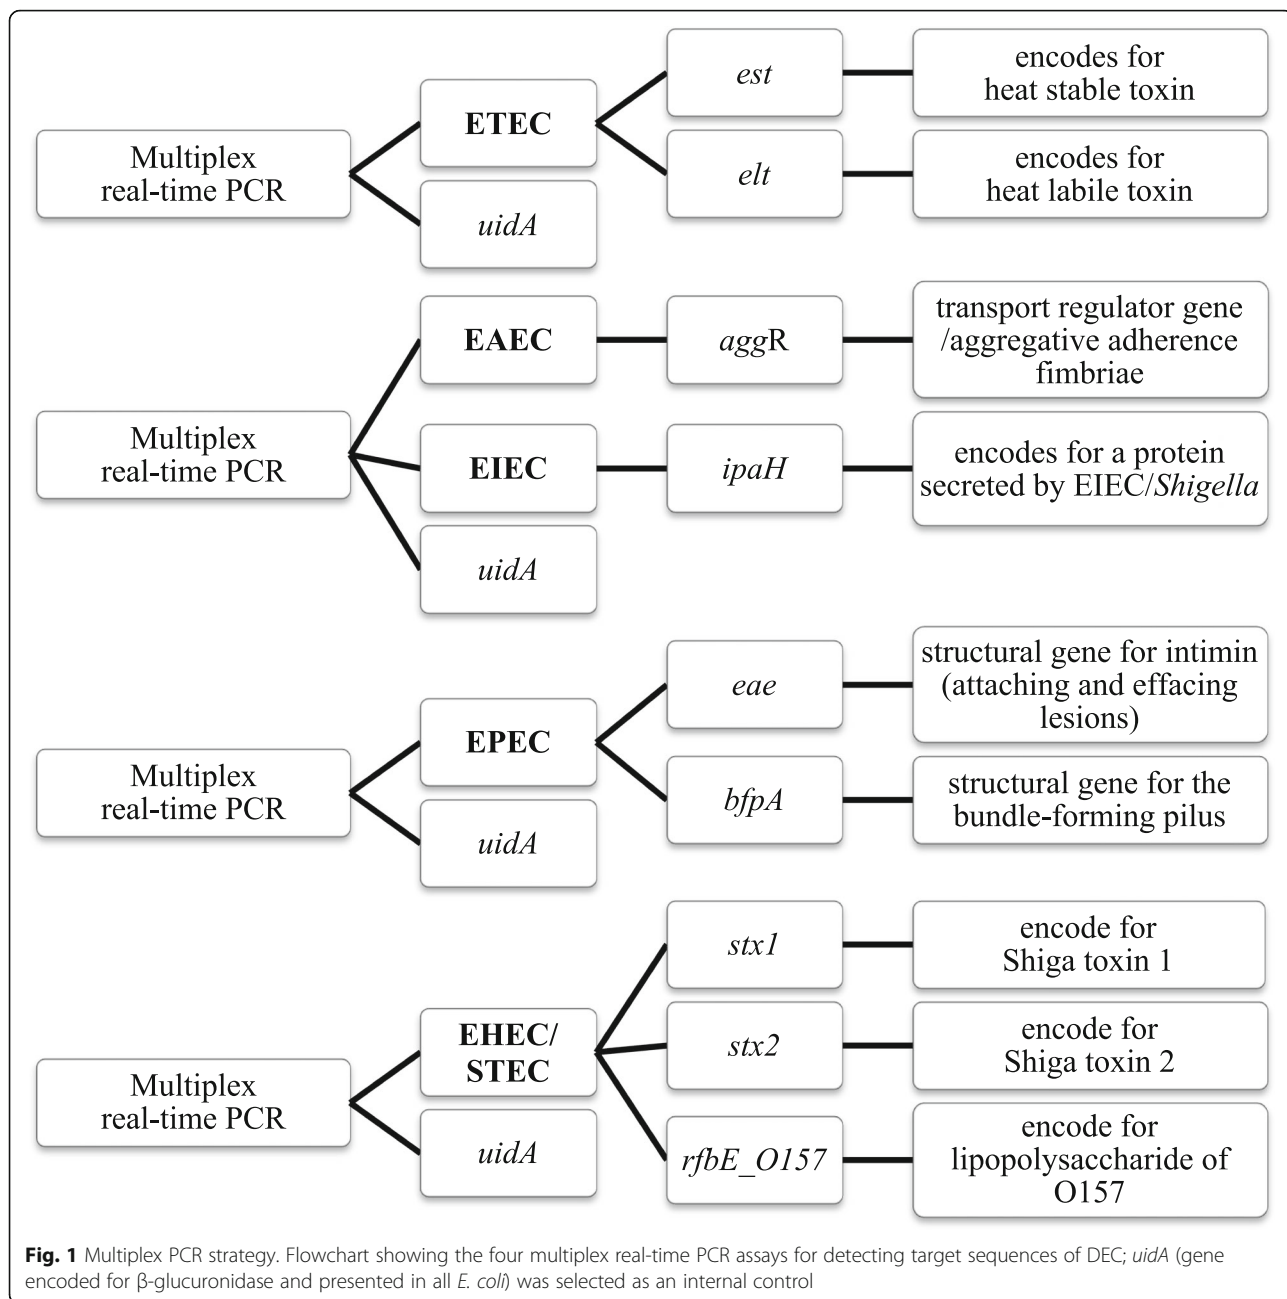 Multiplex
real-time PCR
ETEC
uidA
est
elt
encodes for
heat stable toxin
encodes for
heat labile toxin
Multiplex
real-time PCR
EAEC
EIEC
uidA
aggR
ipaH
transport regulator gene
/aggregative adherence
fimbriae
encodes for a protein
secreted by EIEC/Shigella
Multiplex
real-time PCR
EPEC
uidA
eae
bfpA
structural gene for intimin
(attaching and effacing
lesions)
structural gene for the
bundle-forming pilus
Multiplex
real-time PCR
EHEC/
STEC
uidA
stx1
stx2
rfbE_O157
encode for
Shiga toxin 1
encode for
Shiga toxin 2
encode for
lipopolysaccharide of
O157
Fig. 1 Multiplex PCR strategy. Flowchart showing the four multiplex real-time PCR assays for detecting target sequences of DEC; uidA (gene
encoded for β-glucuronidase and presented in all E. coli) was selected as an internal control